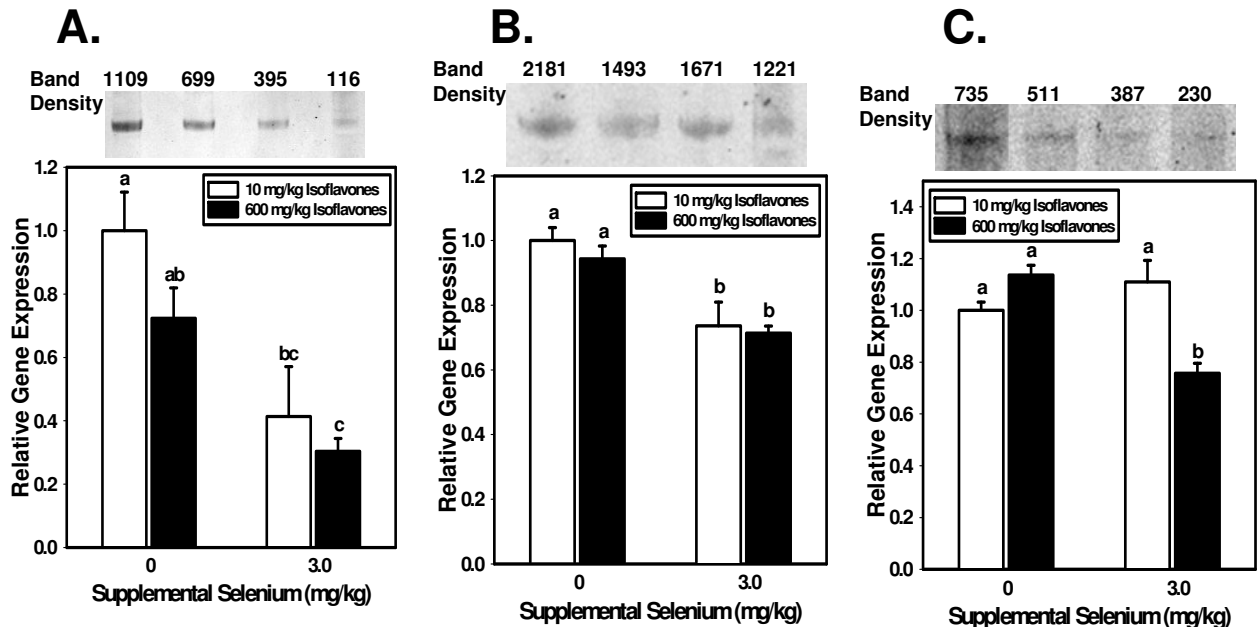 A.
Band
Density
1109 699 395 116
1.2
1.0
0.8
0.6
0.4
0.2
0.0
Relative Gene Expression
10 mg/kg Isoflavones
600 mg/kg Isoflavones
a
ab
bc
c
0 3.0
Supplemental Selenium (mg/kg)
B.
Band
Density
2181 1493 1671 1221
1.2
1.0
0.8
0.6
0.4
0.2
0.0
Relative Gene Expression
10 mg/kg Isoflavones
600 mg/kg Isoflavones
a
a
b
b
0 3.0
Supplemental Selenium (mg/kg)
C.
Band
Density
735 511 387 230
1.4
1.2
1.0
0.8
0.6
0.4
0.2
0.0
Relative Gene Expression
10 mg/kg Isoflavones
600 mg/kg Isoflavones
a
a
a
b
0 3.0
Supplemental Selenium (mg/kg)